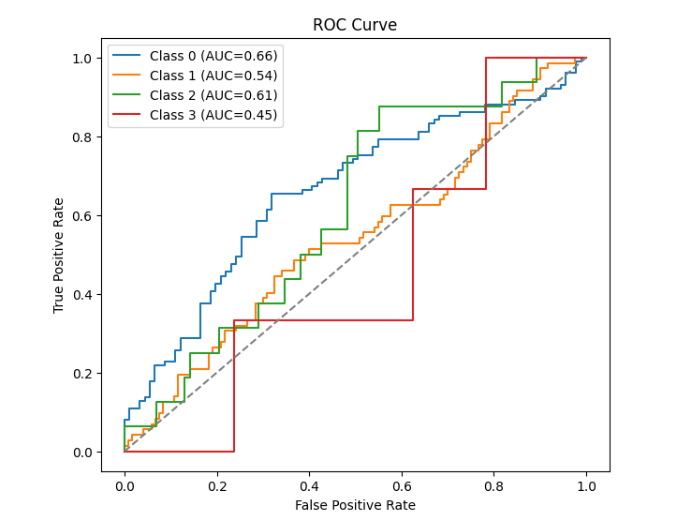 ROC Curve
Class 0 (AUC=0.66)
Class 1 (AUC=0.54)
Class 2 (AUC=0.61)
Class 3 (AUC=0.45)
True Positive Rate
1.0
0.8
0.6
0.4
0.2
0.0
0.0 0.2 0.4 0.6 0.8 1.0
False Positive Rate